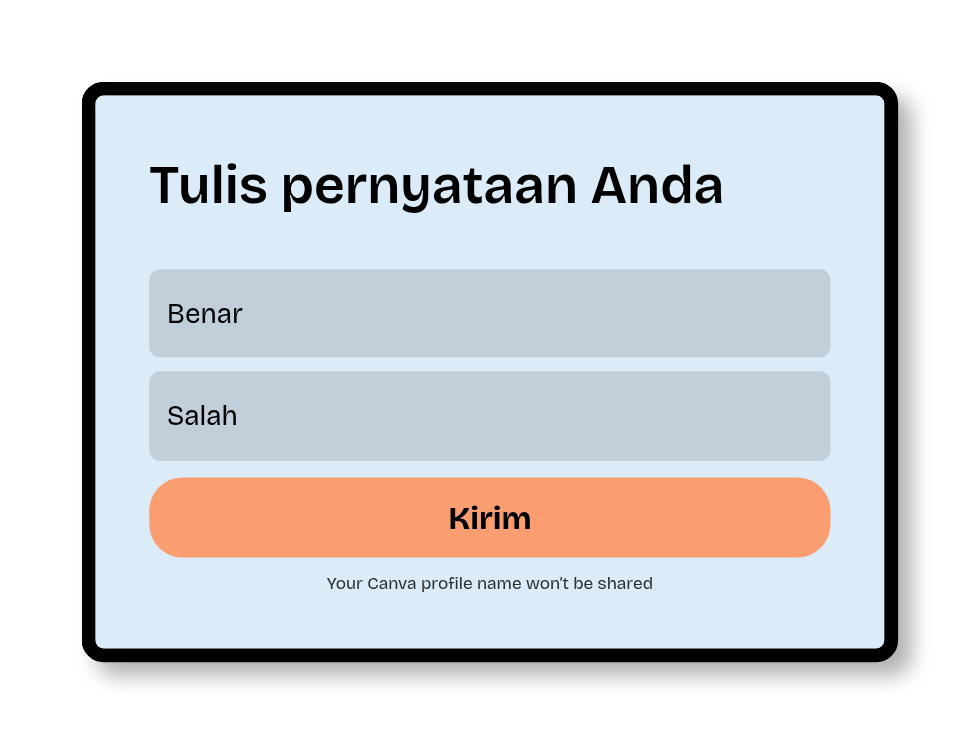 Tulis pernyataan Anda
Benar
Salah
Kirim
Your Canva profile name won't be shared